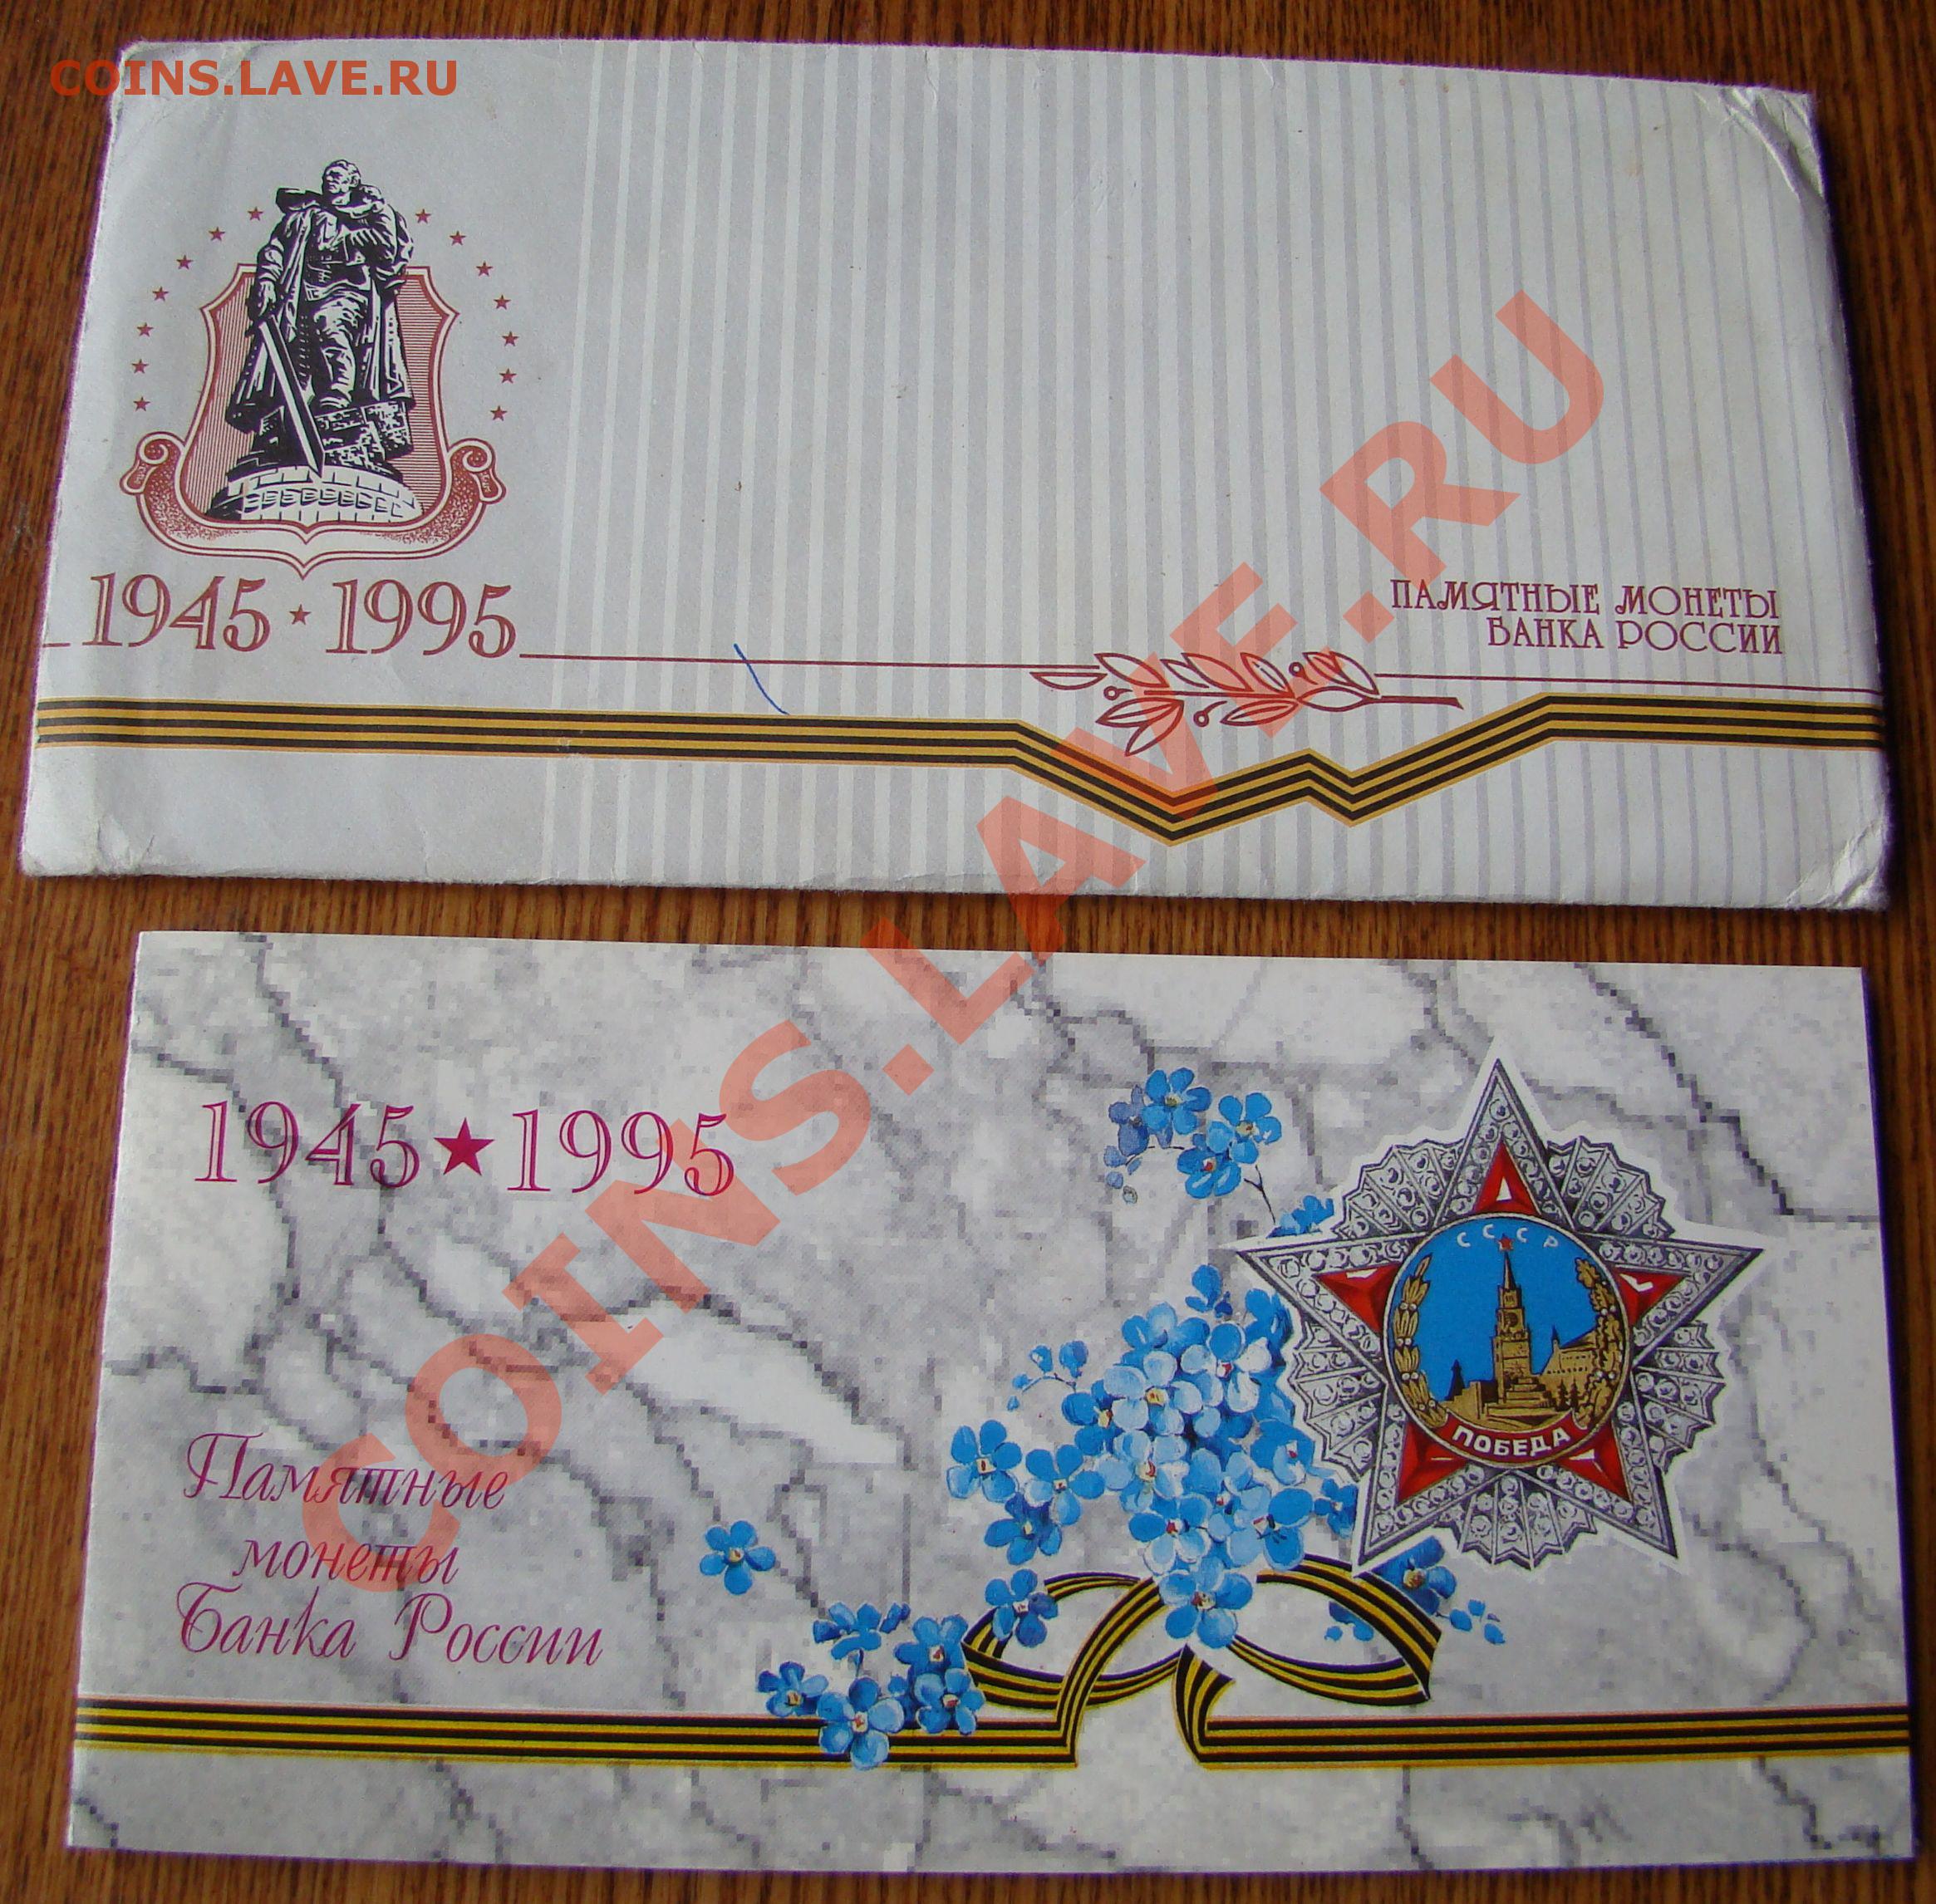 COINS.LAVE.RU
1945 ★ 1995
ПАМЯТНЫЕ МОНЕТЫ
БАНКА РОССИИ
COINS.LAVE.RU
1945★1995
СССР
ПОБЕДА
Памятные
монеты
Банка России